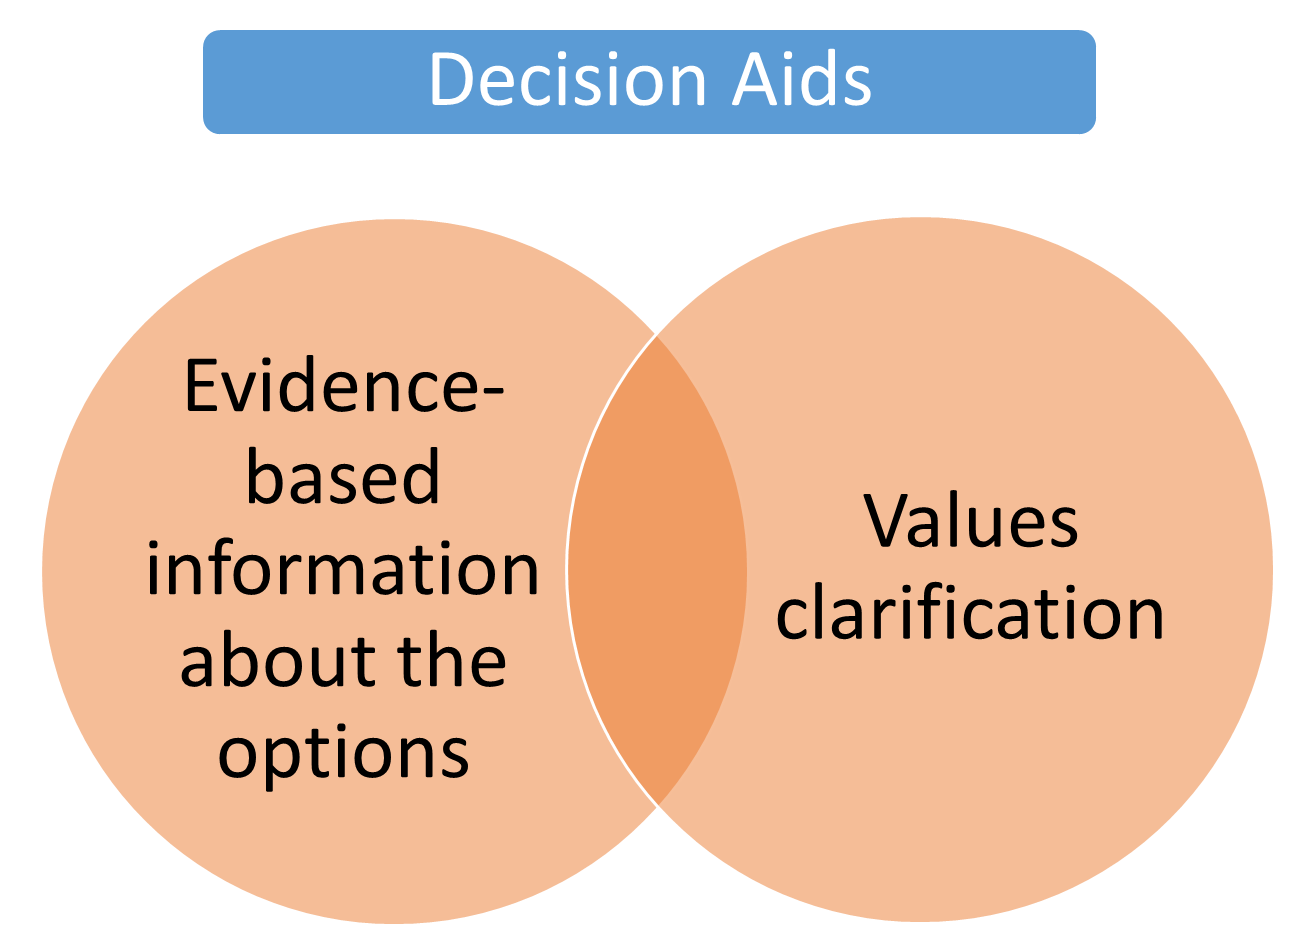 Decision Aids
Evidence-
based
information
about the
options
Values
clarification